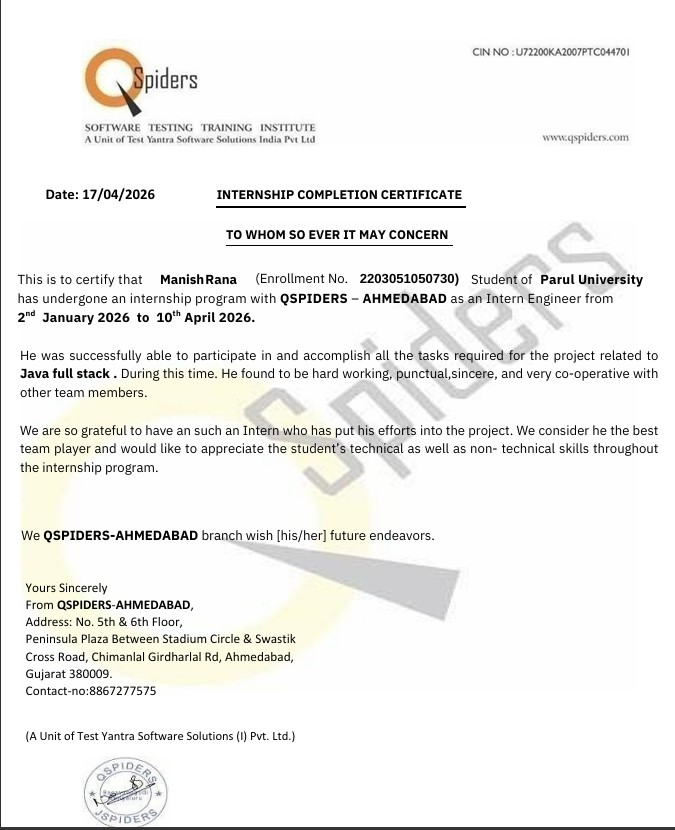 CIN NO : U72200KA2007PTC044701
QSpiders
SOFTWARE TESTING TRAINING INSTITUTE
A Unit of Test Yantra Software Solutions India Pvt Ltd
www.qspiders.com
Date: 17/04/2026
INTERNSHIP COMPLETION CERTIFICATE
TO WHOM SO EVER IT MAY CONCERN
This is to certify that Manish Rana (Enrollment No. 2203051050730) Student of Parul University
has undergone an internship program with QSPIDERS – AHMEDABAD as an Intern Engineer from
2nd January 2026 to 10th April 2026.
He was successfully able to participate in and accomplish all the tasks required for the project related to
Java full stack . During this time. He found to be hard working, punctual,sincere, and very co-operative with
other team members.
We are so grateful to have an such an Intern who has put his efforts into the project. We consider he the best
team player and would like to appreciate the student's technical as well as non- technical skills throughout
the internship program.
We QSPIDERS-AHMEDABAD branch wish [his/her] future endeavors.
Yours Sincerely
From QSPIDERS-AHMEDABAD,
Address: No. 5th & 6th Floor,
Peninsula Plaza Between Stadium Circle & Swastik
Cross Road, Chimanlal Girdharlal Rd, Ahmedabad,
Gujarat 380009.
Contact-no:8867277575
(A Unit of Test Yantra Software Solutions (I) Pvt. Ltd.)
QSPIDERS
JSPIDERS
Spiders